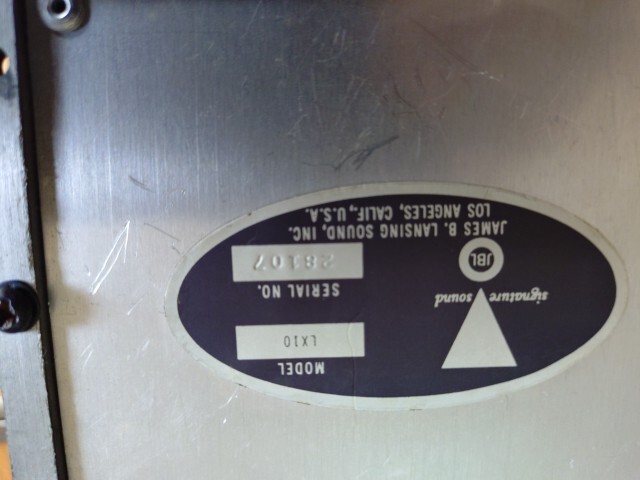 MODEL
LX10
SERIAL NO.
28107
signature sound
JBL
JAMES B. LANSING SOUND, INC.
LOS ANGELES, CALIF., U.S.A.